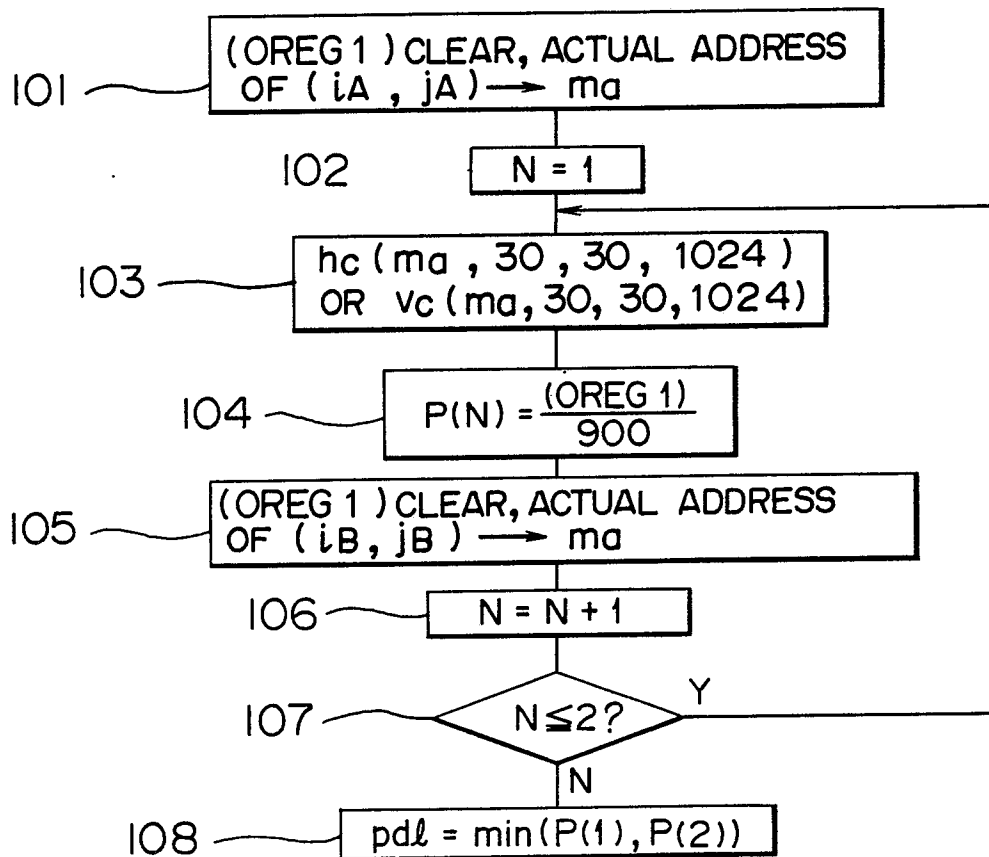 (OREG 1) CLEAR, ACTUAL ADDRESS
OF (iA, jA) → ma
101
102
N = 1
103
hc (ma, 30, 30, 1024)
OR vc (ma, 30, 30, 1024)
104
P(N) = (OREG 1)
900
105
(OREG 1) CLEAR, ACTUAL ADDRESS
OF (iB, jB) → ma
106
N = N + 1
107
N ≦ 2?
Y
N
108
pdℓ = min(P(1), P(2))